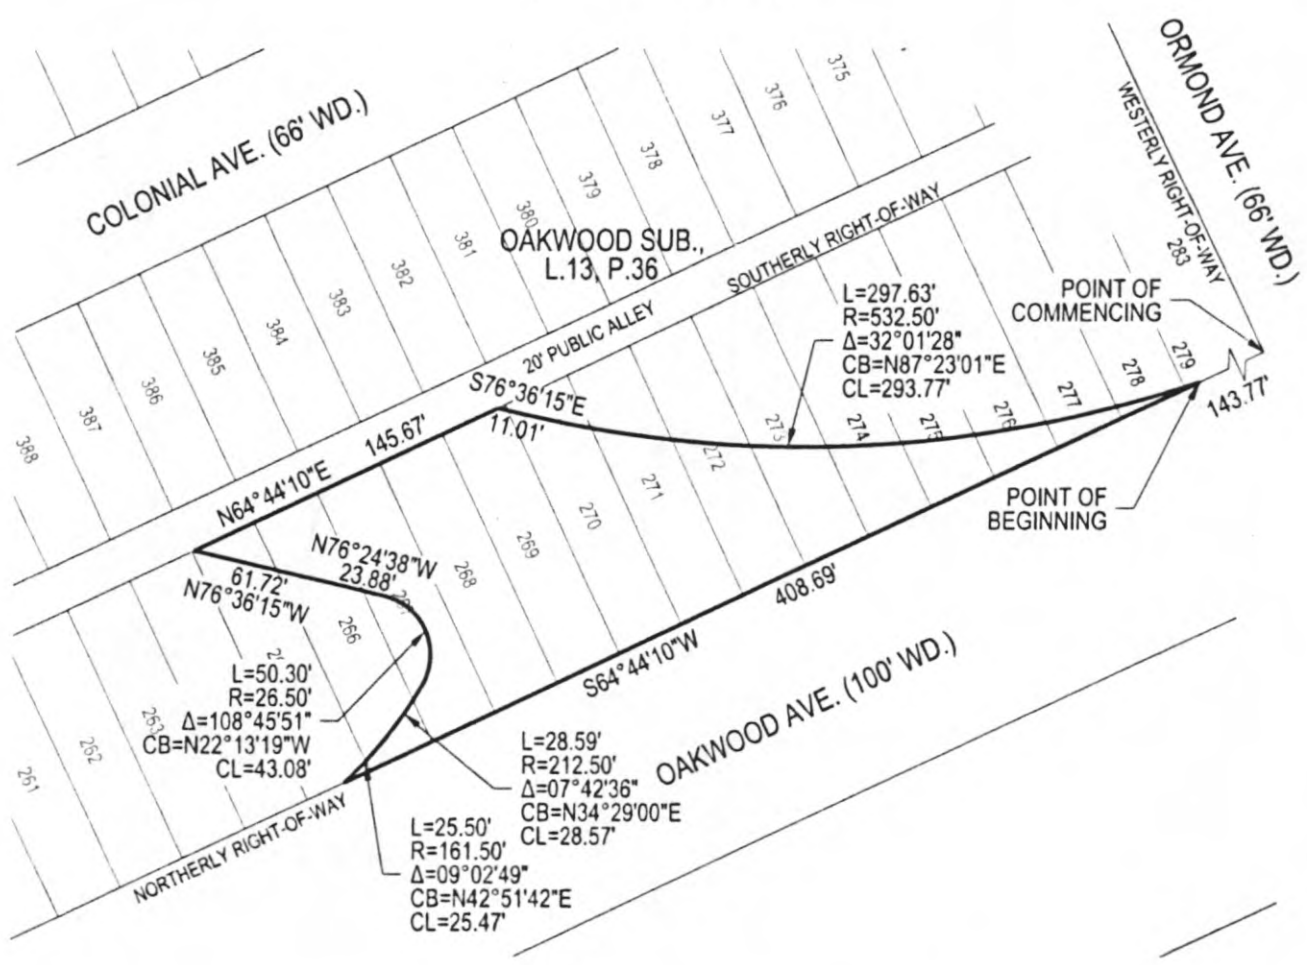 ORMOND AVE. (66' WD.)
WESTERLY RIGHT-OF-WAY
283
COLONIAL AVE. (66' WD.)
375
376
377
378
379
380
381
382
383
384
385
386
387
388
OAKWOOD SUB.,
L.13, P.36
SOUTHERLY RIGHT-OF-WAY
20' PUBLIC ALLEY
POINT OF
COMMENCING
L=297.63'
R=532.50'
Δ=32°01'28"
CB=N87°23'01"E
CL=293.77'
143.77'
279
278
277
276
275
274
273
272
271
270
269
268
266
263
262
261
S76°36'15"E
11.01'
145.67'
N64°44'10"E
POINT OF
BEGINNING
N76°24'38"W
23.88'
61.72'
N76°36'15"W
408.69'
S64°44'10"W
L=50.30'
R=26.50'
Δ=108°45'51"
CB=N22°13'19"W
CL=43.08'
OAKWOOD AVE. (100' WD.)
L=28.59'
R=212.50'
Δ=07°42'36"
CB=N34°29'00"E
CL=28.57'
NORTHERLY RIGHT-OF-WAY
L=25.50'
R=161.50'
Δ=09°02'49"
CB=N42°51'42"E
CL=25.47'